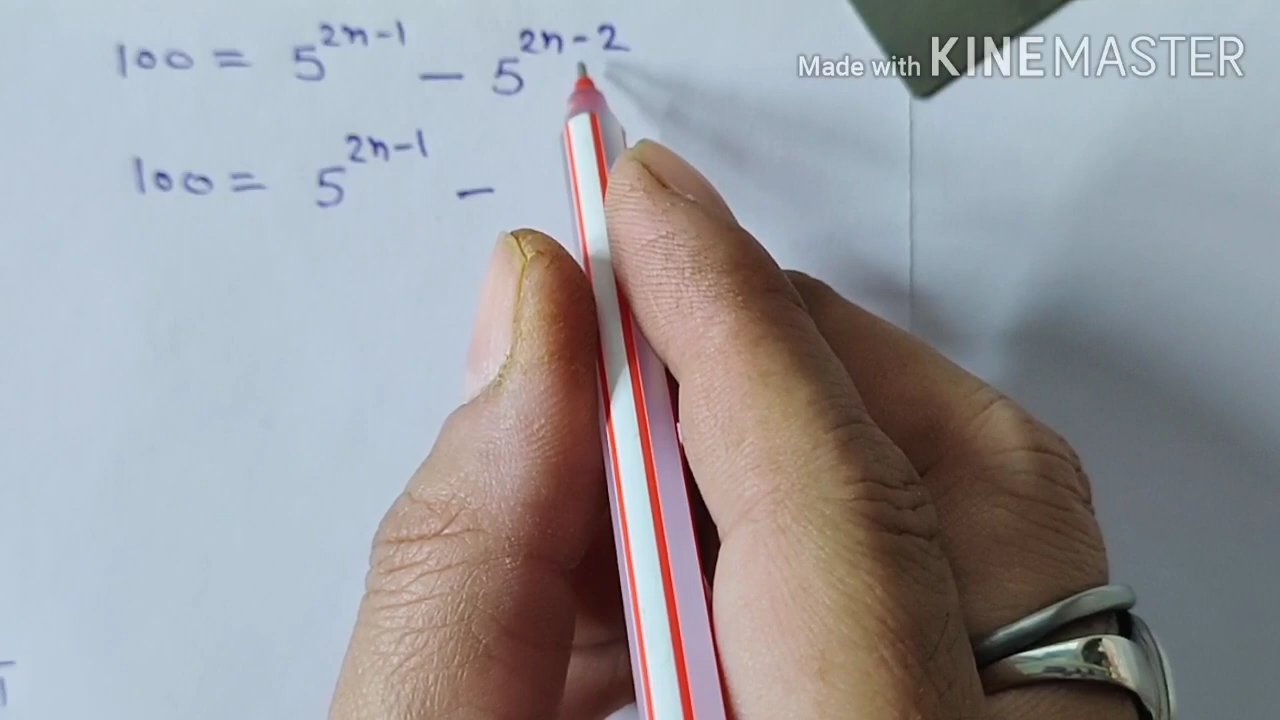 100 = 5^{2n-1} - 5^{2n-2}
Made with KINEMASTER
100 = 5^{2n-1} -